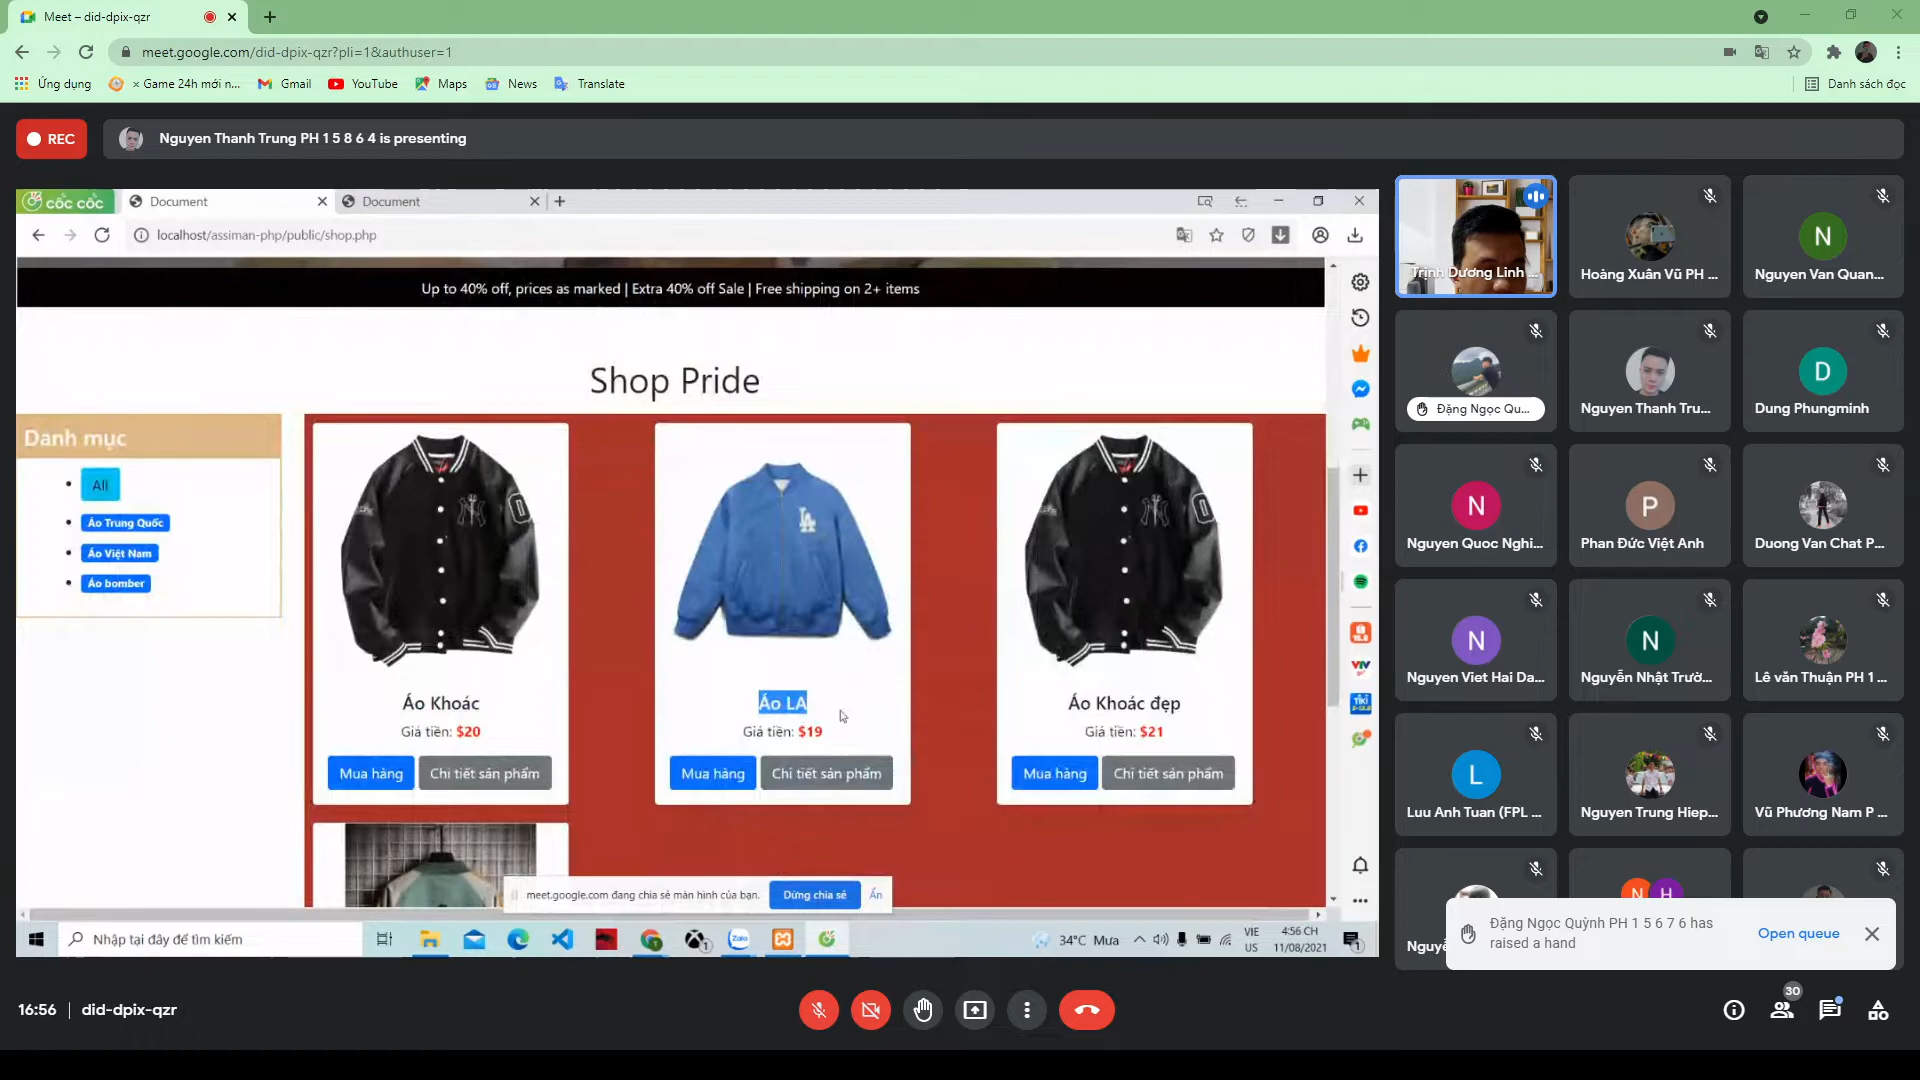 Meet – did-dpix-qzr
meet.google.com/did-dpix-qzr?pli=1&authuser=1
Ứng dụng
× Game 24h mới n...
Gmail
YouTube
Maps
News
Translate
Danh sách đọc
REC
Nguyen Thanh Trung PH 1 5 8 6 4 is presenting
cốc cốc
Document
Document
localhost/assiman-php/public/shop.php
Up to 40% off, prices as marked | Extra 40% off Sale | Free shipping on 2+ items
Shop Pride
Danh mục
All
Áo Trung Quốc
Áo Việt Nam
Áo bomber
Áo Khoác
Giá tiền: $20
Mua hàng
Chi tiết sản phẩm
Áo LA
Giá tiền: $19
Mua hàng
Chi tiết sản phẩm
Áo Khoác đẹp
Giá tiền: $21
Mua hàng
Chi tiết sản phẩm
meet.google.com đang chia sẻ màn hình của bạn.
Dừng chia sẻ
Ẩn
Nhập tại đây để tìm kiếm
Zalo
34°C Mưa
VIE
US
4:56 CH
11/08/2021
Trịnh Dương Linh ...
Hoàng Xuân Vũ PH ...
N
Nguyen Van Quan...
Đặng Ngọc Qu...
Nguyen Thanh Tru...
D
Dung Phungminh
N
Nguyen Quoc Nghi...
P
Phan Đức Việt Anh
Duong Van Chat P...
N
Nguyen Viet Hai Da...
N
Nguyễn Nhật Trườ...
Lê văn Thuận PH 1 ...
L
Luu Anh Tuan (FPL ...
Nguyen Trung Hiep...
Vũ Phương Nam P ...
N
H
Đặng Ngọc Quỳnh PH 1 5 6 7 6 has
raised a hand
Open queue
16:56
did-dpix-qzr
30